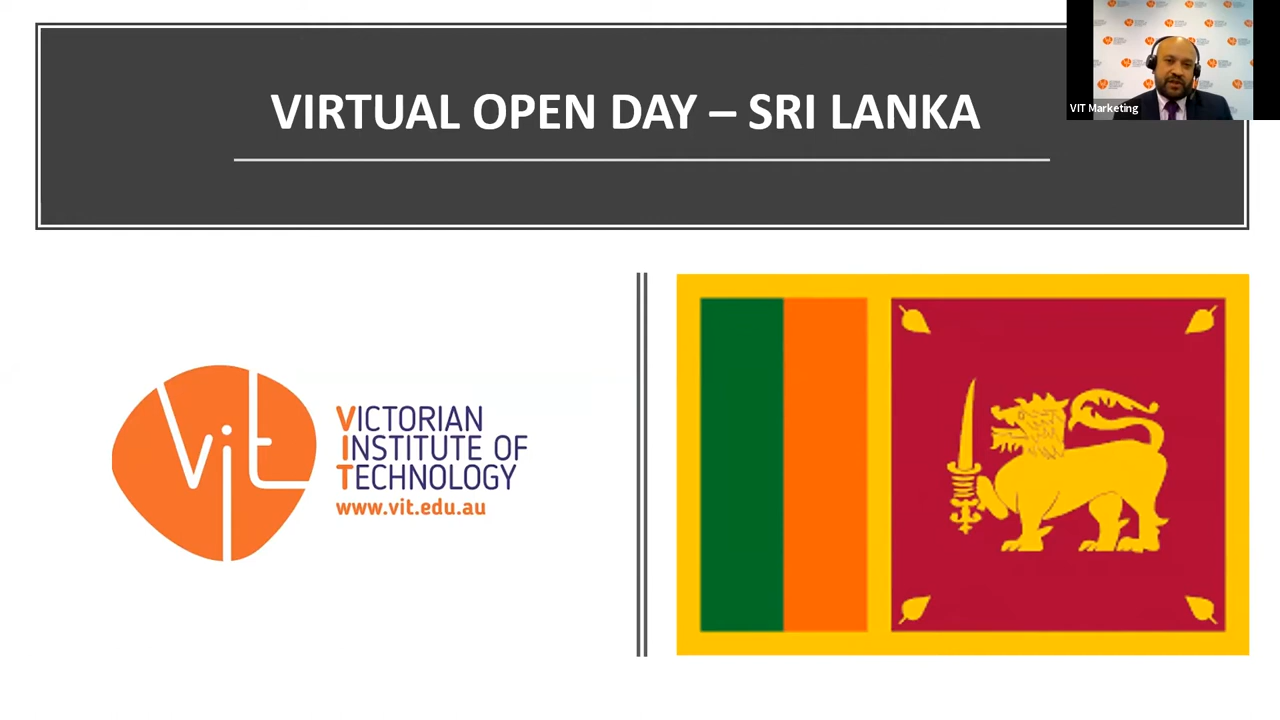 VIRTUAL OPEN DAY – SRI LANKA
VIT Marketing
vit
VICTORIAN
INSTITUTE OF
TECHNOLOGY
www.vit.edu.au